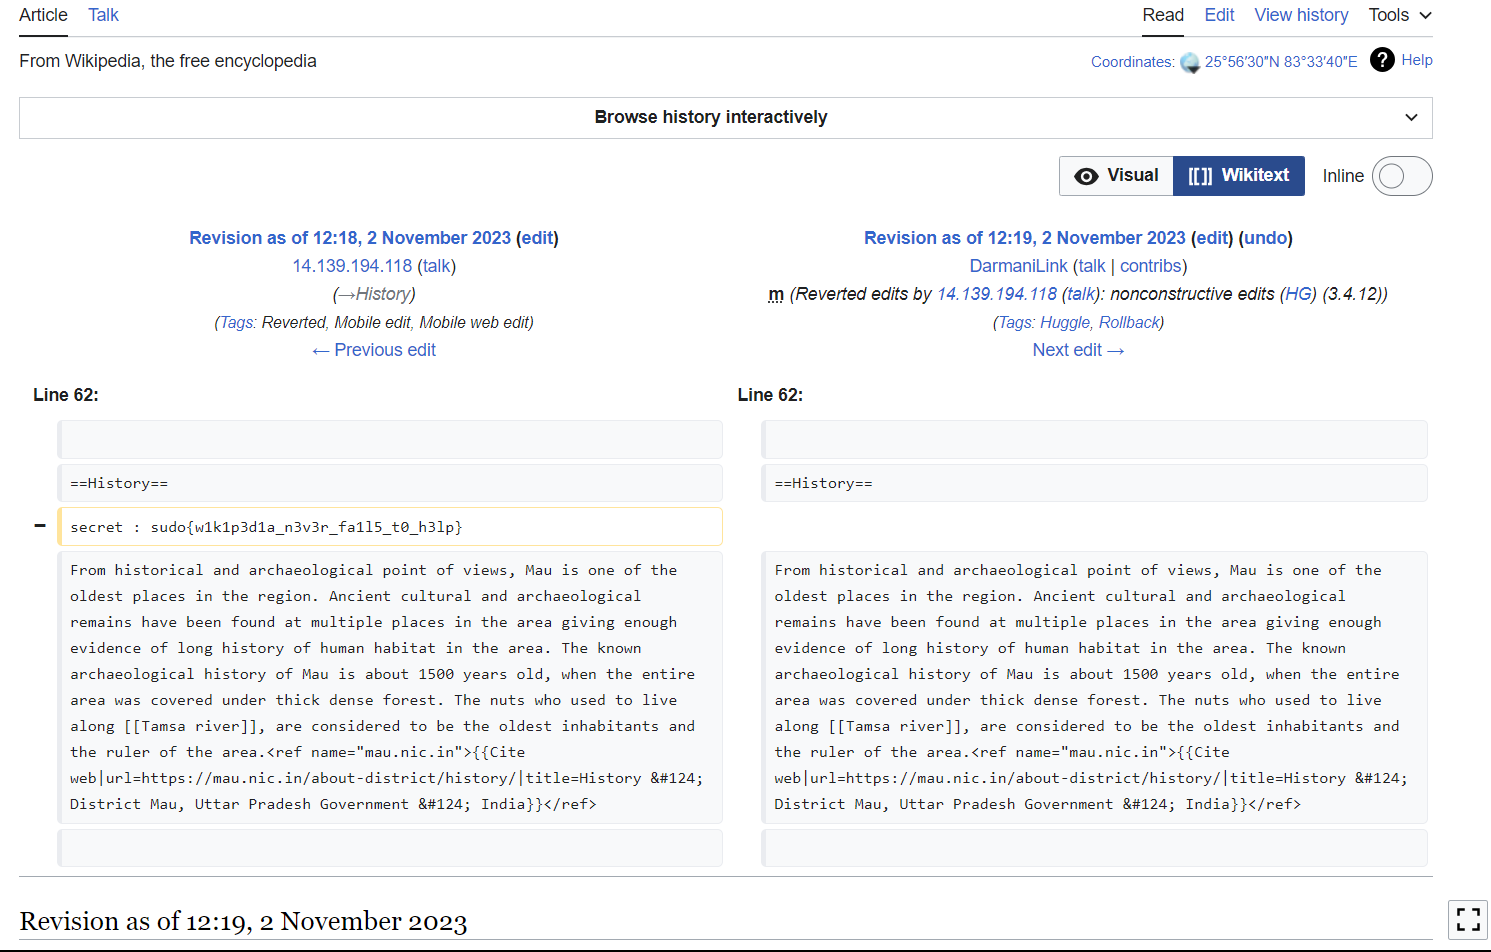 Article Talk Read Edit View history Tools
From Wikipedia, the free encyclopedia Coordinates: 25°56′30″N 83°33′40″E ? Help
Browse history interactively
Visual [[]] Wikitext Inline
Revision as of 12:18, 2 November 2023 (edit)
14.139.194.118 (talk)
(→History)
(Tags: Reverted, Mobile edit, Mobile web edit)
← Previous edit
Revision as of 12:19, 2 November 2023 (edit) (undo)
DarmaniLink (talk | contribs)
m (Reverted edits by 14.139.194.118 (talk): nonconstructive edits (HG) (3.4.12))
(Tags: Huggle, Rollback)
Next edit →
Line 62:
==History==
− secret : sudo{w1k1p3d1a_n3v3r_fa1l5_t0_h3lp}
From historical and archaeological point of views, Mau is one of the
oldest places in the region. Ancient cultural and archaeological
remains have been found at multiple places in the area giving enough
evidence of long history of human habitat in the area. The known
archaeological history of Mau is about 1500 years old, when the entire
area was covered under thick dense forest. The nuts who used to live
along [[Tamsa river]], are considered to be the oldest inhabitants and
the ruler of the area.<ref name="mau.nic.in">{{Cite
web|url=https://mau.nic.in/about-district/history/|title=History &#124;
District Mau, Uttar Pradesh Government &#124; India}}</ref>
Line 62:
==History==
From historical and archaeological point of views, Mau is one of the
oldest places in the region. Ancient cultural and archaeological
remains have been found at multiple places in the area giving enough
evidence of long history of human habitat in the area. The known
archaeological history of Mau is about 1500 years old, when the entire
area was covered under thick dense forest. The nuts who used to live
along [[Tamsa river]], are considered to be the oldest inhabitants and
the ruler of the area.<ref name="mau.nic.in">{{Cite
web|url=https://mau.nic.in/about-district/history/|title=History &#124;
District Mau, Uttar Pradesh Government &#124; India}}</ref>
Revision as of 12:19, 2 November 2023